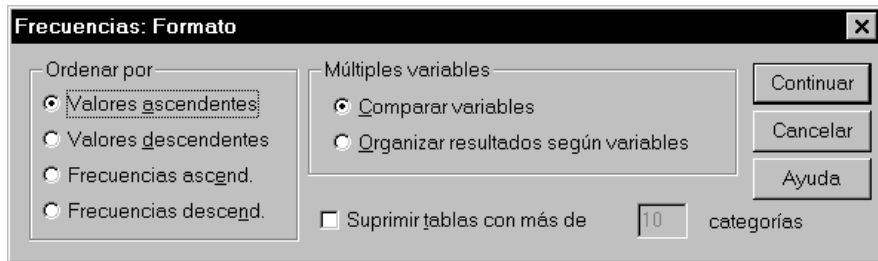 Frecuencias: Formato
Ordenar por
Valores ascendentes
Valores descendentes
Frecuencias ascend.
Frecuencias descend.
Múltiples variables
Comparar variables
Organizar resultados según variables
Suprimir tablas con más de 10 categorías
Continuar
Cancelar
Ayuda